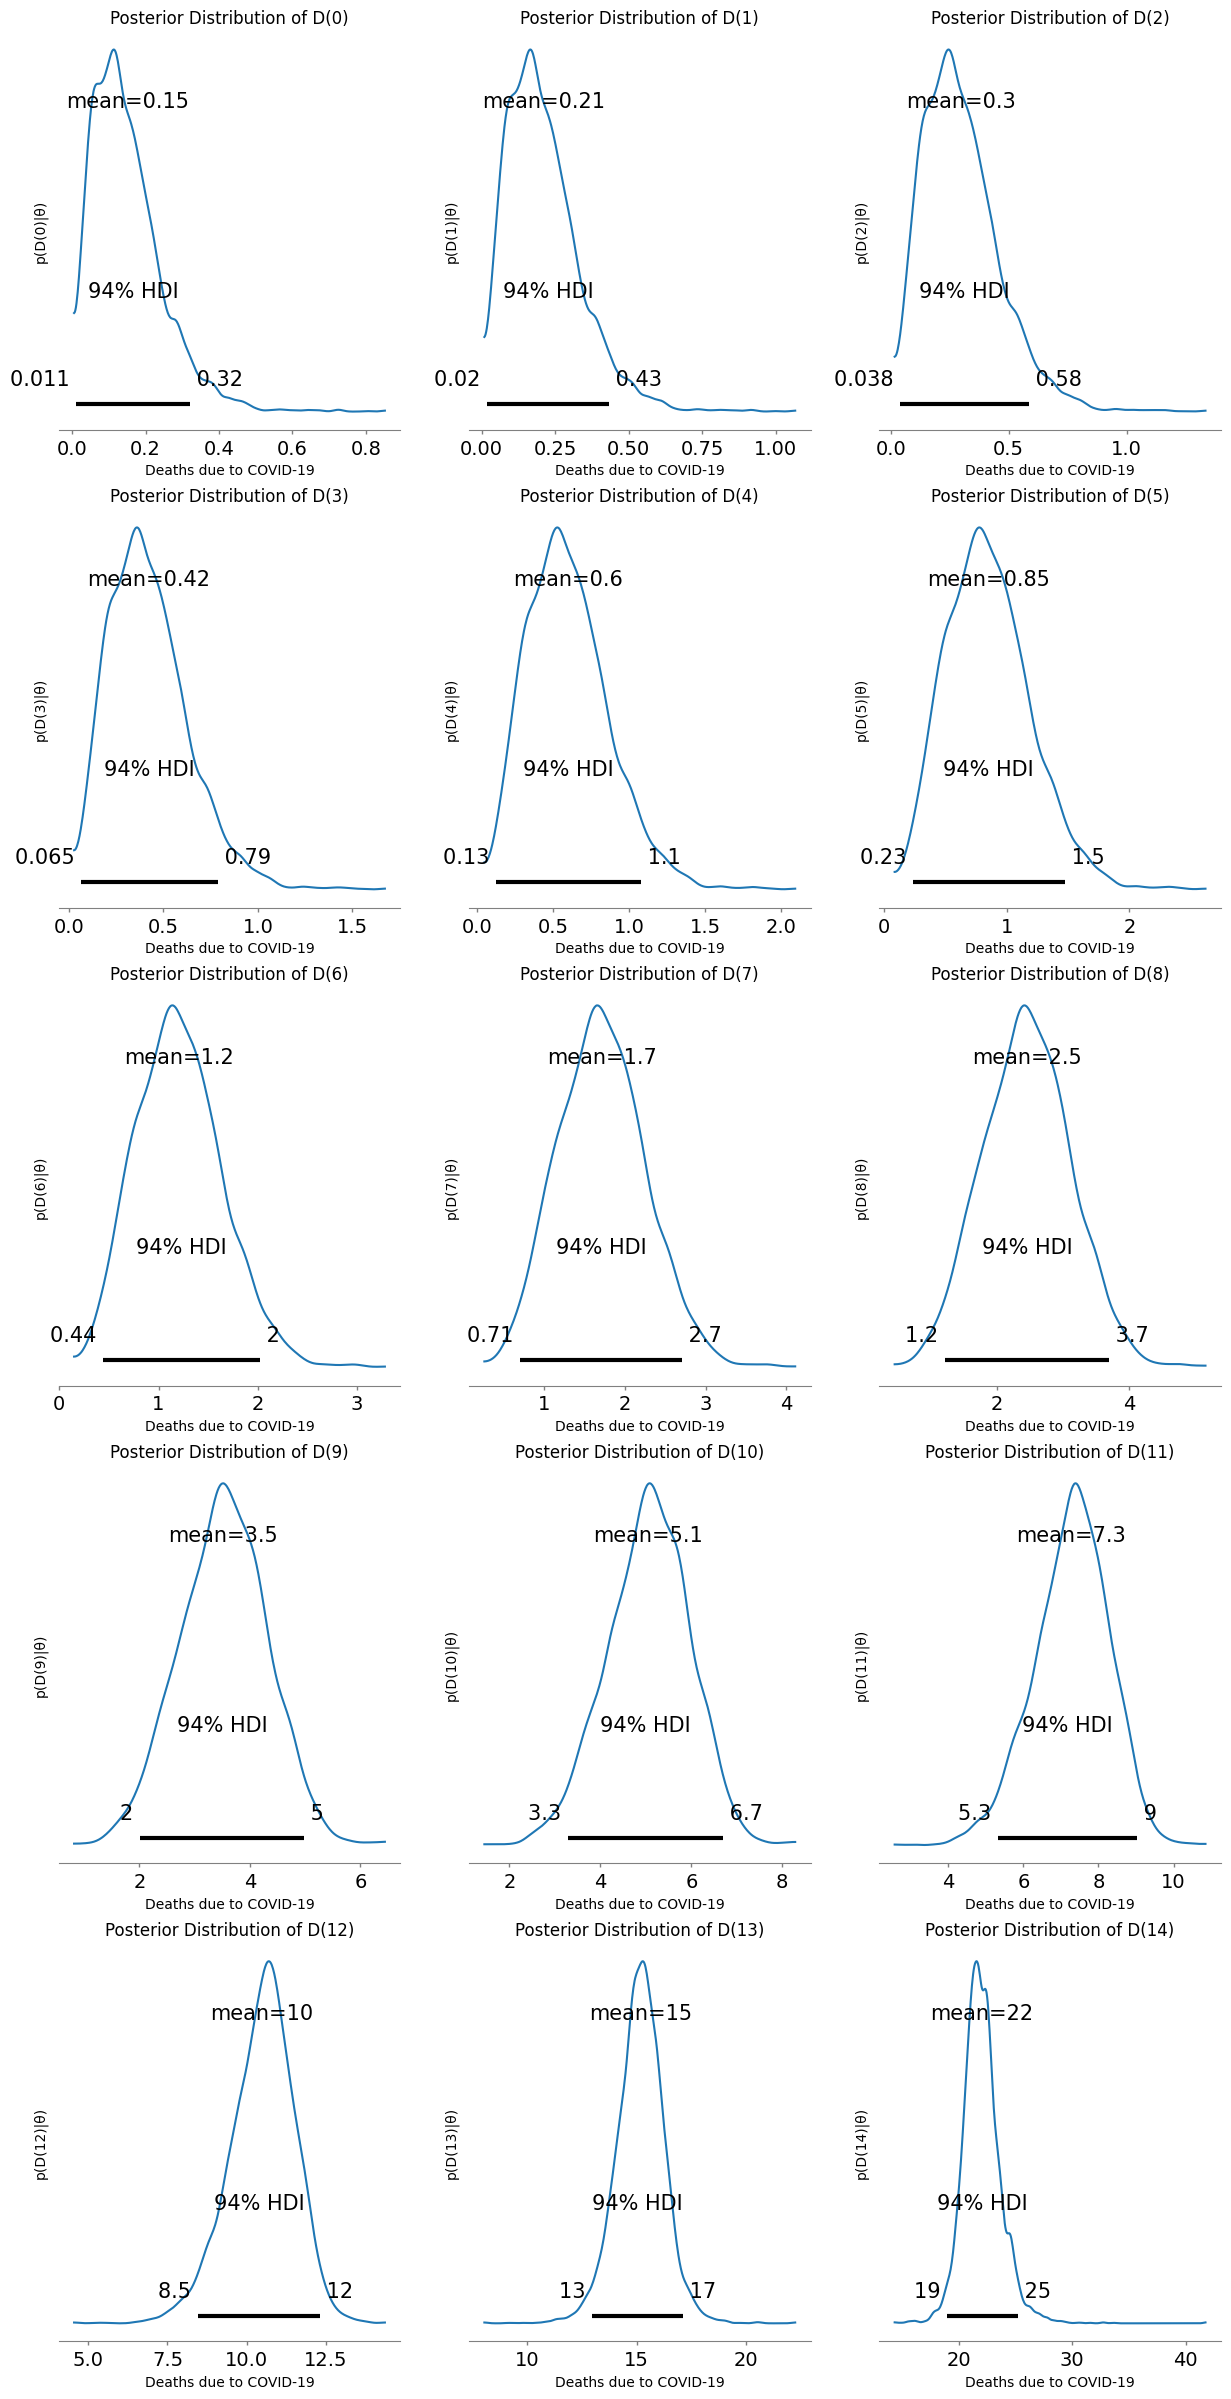 Posterior Distribution of D(0)
mean=0.15
94% HDI
0.011
0.32
p(D(0)|θ)
0.0 0.2 0.4 0.6 0.8
Deaths due to COVID-19
Posterior Distribution of D(1)
mean=0.21
94% HDI
0.02
0.43
p(D(1)|θ)
0.00 0.25 0.50 0.75 1.00
Deaths due to COVID-19
Posterior Distribution of D(2)
mean=0.3
94% HDI
0.038
0.58
p(D(2)|θ)
0.0 0.5 1.0
Deaths due to COVID-19
Posterior Distribution of D(3)
mean=0.42
94% HDI
0.065
0.79
p(D(3)|θ)
0.0 0.5 1.0 1.5
Deaths due to COVID-19
Posterior Distribution of D(4)
mean=0.6
94% HDI
0.13
1.1
p(D(4)|θ)
0.0 0.5 1.0 1.5 2.0
Deaths due to COVID-19
Posterior Distribution of D(5)
mean=0.85
94% HDI
0.23
1.5
p(D(5)|θ)
0 1 2
Deaths due to COVID-19
Posterior Distribution of D(6)
mean=1.2
94% HDI
0.44
2
p(D(6)|θ)
0 1 2 3
Deaths due to COVID-19
Posterior Distribution of D(7)
mean=1.7
94% HDI
0.71
2.7
p(D(7)|θ)
1 2 3 4
Deaths due to COVID-19
Posterior Distribution of D(8)
mean=2.5
94% HDI
1.2
3.7
p(D(8)|θ)
2 4
Deaths due to COVID-19
Posterior Distribution of D(9)
mean=3.5
94% HDI
2
5
p(D(9)|θ)
2 4 6
Deaths due to COVID-19
Posterior Distribution of D(10)
mean=5.1
94% HDI
3.3
6.7
p(D(10)|θ)
2 4 6 8
Deaths due to COVID-19
Posterior Distribution of D(11)
mean=7.3
94% HDI
5.3
9
p(D(11)|θ)
4 6 8 10
Deaths due to COVID-19
Posterior Distribution of D(12)
mean=10
94% HDI
8.5
12
p(D(12)|θ)
5.0 7.5 10.0 12.5
Deaths due to COVID-19
Posterior Distribution of D(13)
mean=15
94% HDI
13
17
p(D(13)|θ)
10 15 20
Deaths due to COVID-19
Posterior Distribution of D(14)
mean=22
94% HDI
19
25
p(D(14)|θ)
20 30 40
Deaths due to COVID-19